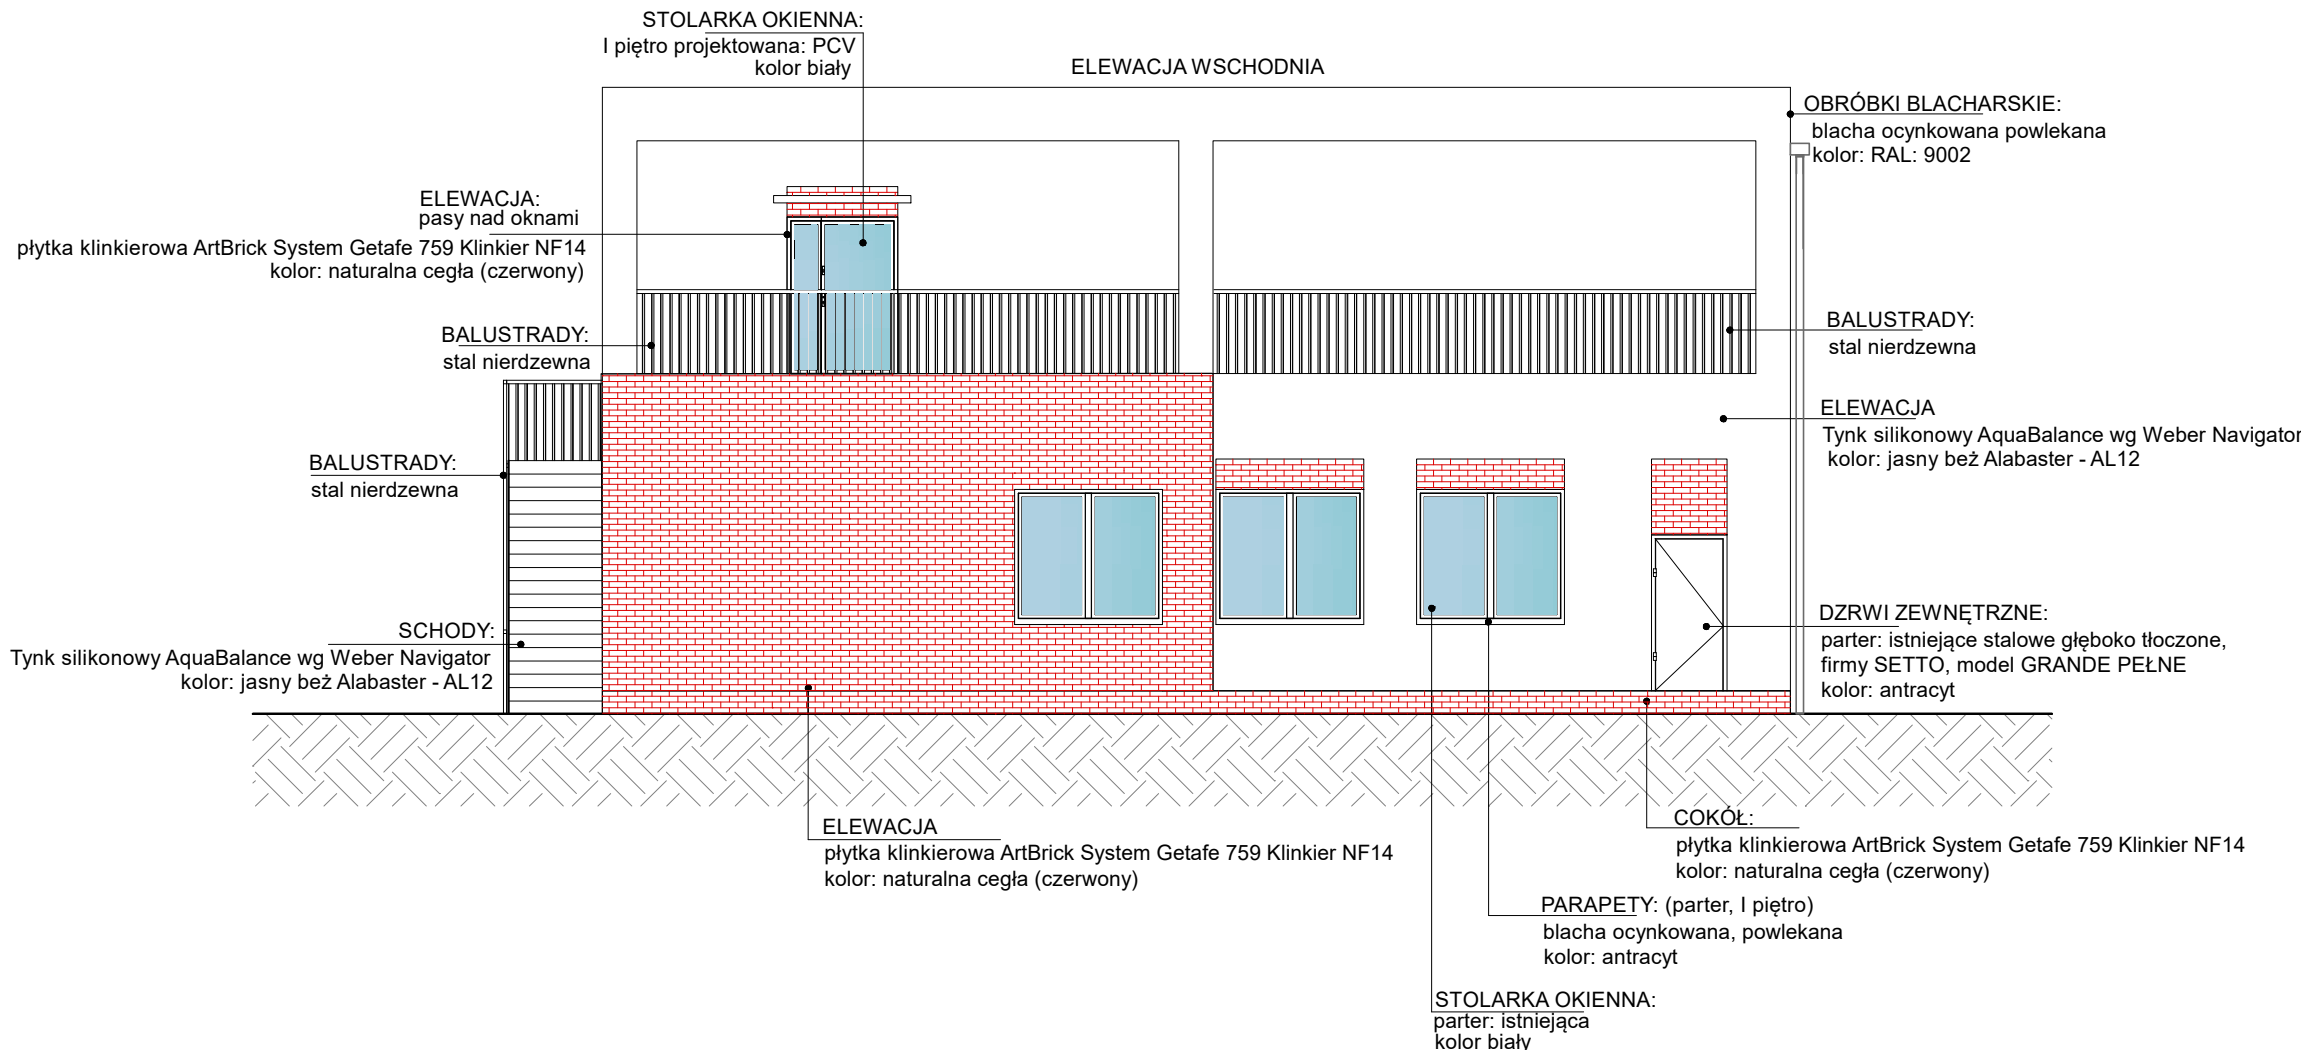 STOLARKA OKIENNA:
I piętro projektowana: PCV
kolor biały
ELEWACJA WSCHODNIA
OBRÓBKI BLACHARSKIE:
blacha ocynkowana powlekana
kolor: RAL: 9002
ELEWACJA:
pasy nad oknami
płytka klinkierowa ArtBrick System Getafe 759 Klinkier NF14
kolor: naturalna cegła (czerwony)
BALUSTRADY:
stal nierdzewna
BALUSTRADY:
stal nierdzewna
ELEWACJA
Tynk silikonowy AquaBalance wg Weber Navigator
kolor: jasny beż Alabaster - AL12
BALUSTRADY:
stal nierdzewna
SCHODY:
Tynk silikonowy AquaBalance wg Weber Navigator
kolor: jasny beż Alabaster - AL12
DZRWI ZEWNĘTRZNE:
parter: istniejące stalowe głęboko tłoczone,
firmy SETTO, model GRANDE PEŁNE
kolor: antracyt
ELEWACJA
płytka klinkierowa ArtBrick System Getafe 759 Klinkier NF14
kolor: naturalna cegła (czerwony)
COKÓŁ:
płytka klinkierowa ArtBrick System Getafe 759 Klinkier NF14
kolor: naturalna cegła (czerwony)
PARAPETY: (parter, I piętro)
blacha ocynkowana, powlekana
kolor: antracyt
STOLARKA OKIENNA:
parter: istniejąca
kolor biały